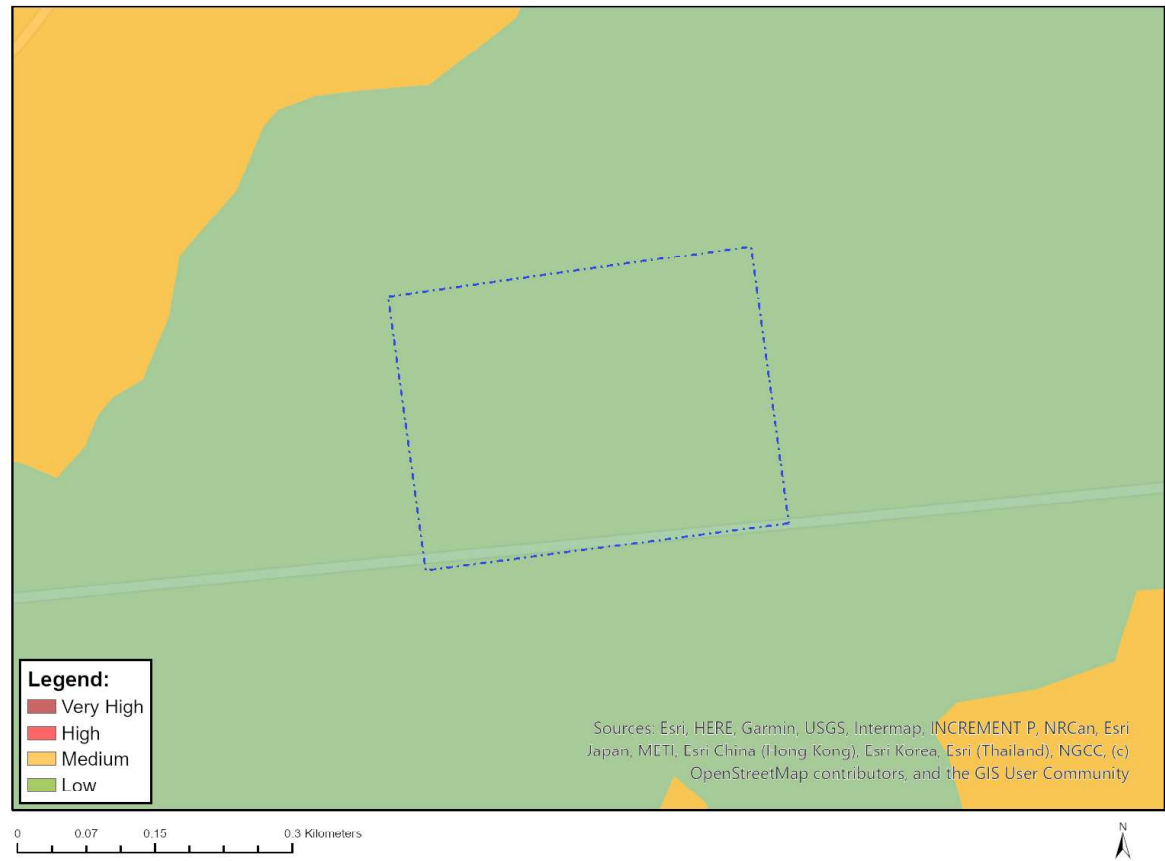 Legend:
Very High
High
Medium
Low
Sources: Esri, HERE, Garmin, USGS, Intermap, INCREMENT P, NRCan, Esri
Japan, METI, Esri China (Hong Kong), Esri Korea, Esri (Thailand), NGCC, (c)
OpenStreetMap contributors, and the GIS User Community
0 0.07 0.15 0.3 Kilometers
N